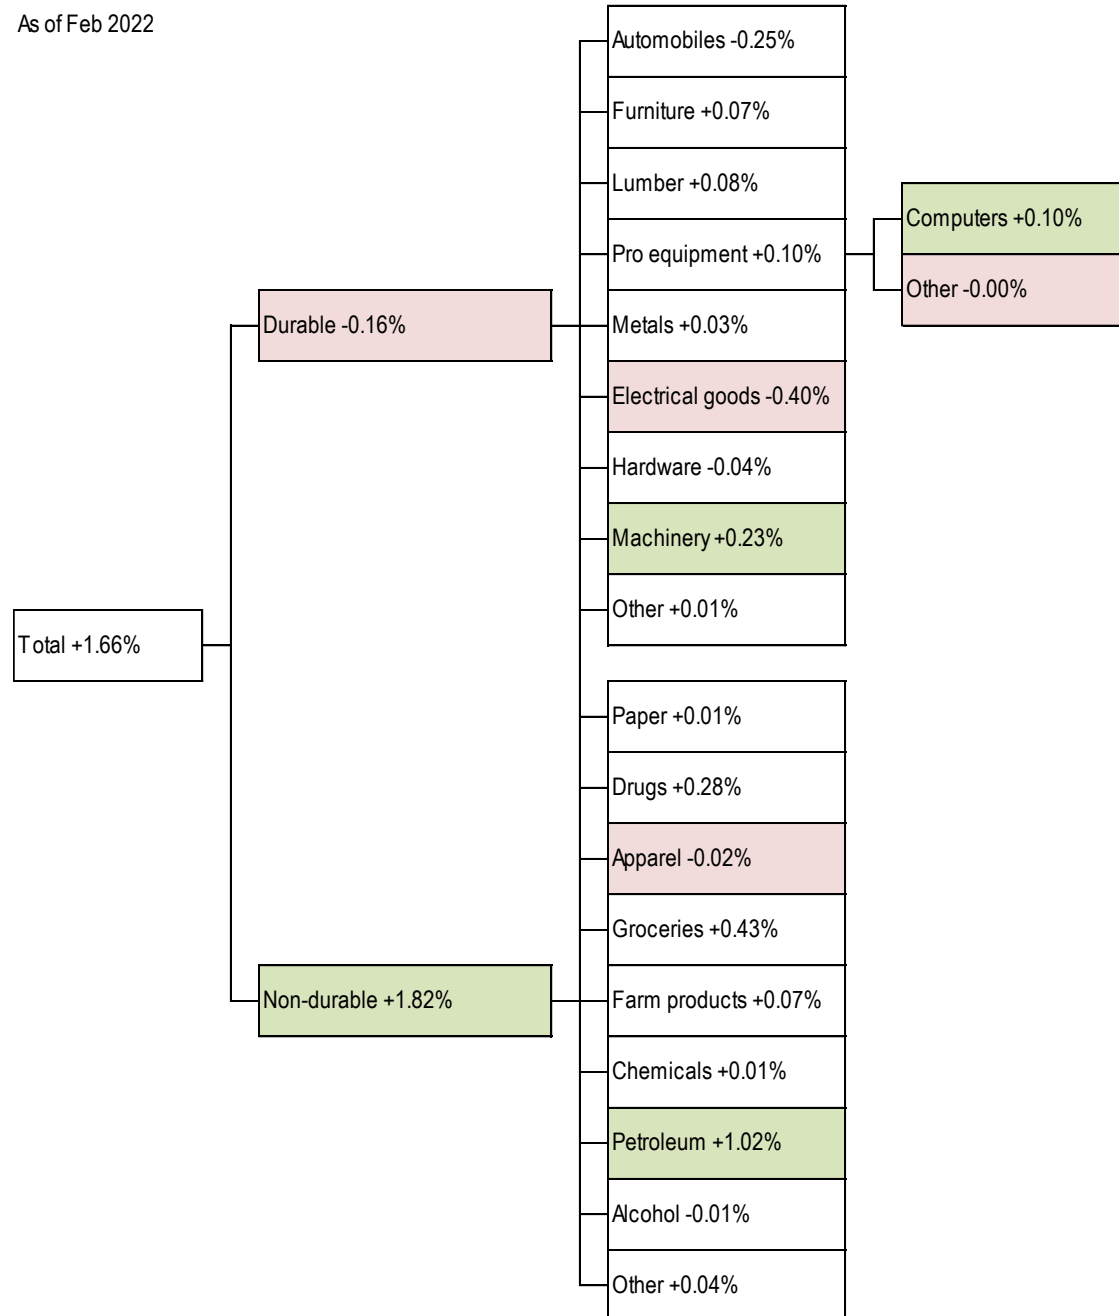 As of Feb 2022
Automobiles -0.25%
Furniture +0.07%
Lumber +0.08%
Computers +0.10%
Pro equipment +0.10%
Other -0.00%
Durable -0.16%
Metals +0.03%
Electrical goods -0.40%
Hardware -0.04%
Machinery +0.23%
Other +0.01%
Total +1.66%
Paper +0.01%
Drugs +0.28%
Apparel -0.02%
Groceries +0.43%
Non-durable +1.82%
Farm products +0.07%
Chemicals +0.01%
Petroleum +1.02%
Alcohol -0.01%
Other +0.04%